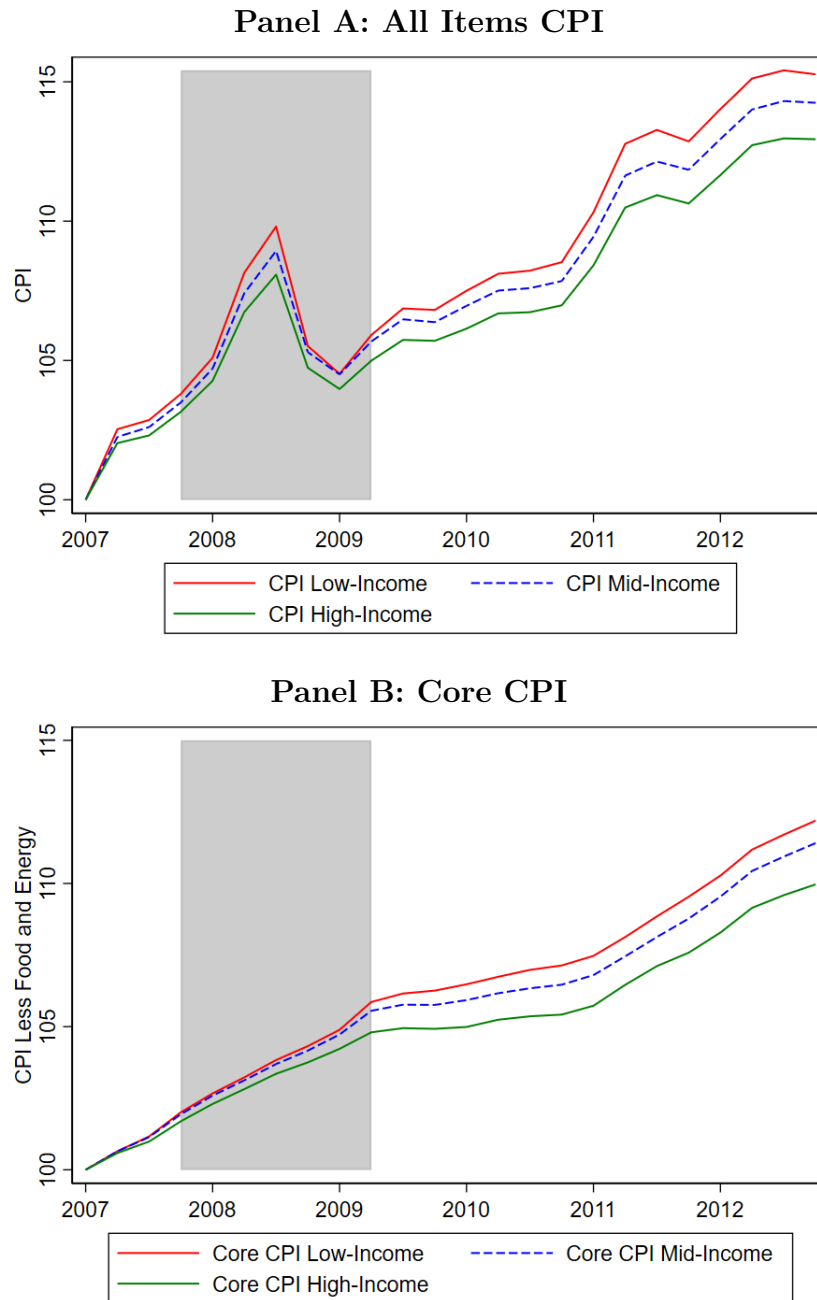 Panel A: All Items CPI
115
110
105
100
CPI
2007 2008 2009 2010 2011 2012
CPI Low-Income CPI Mid-Income
CPI High-Income
Panel B: Core CPI
115
110
105
100
CPI Less Food and Energy
2007 2008 2009 2010 2011 2012
Core CPI Low-Income Core CPI Mid-Income
Core CPI High-Income